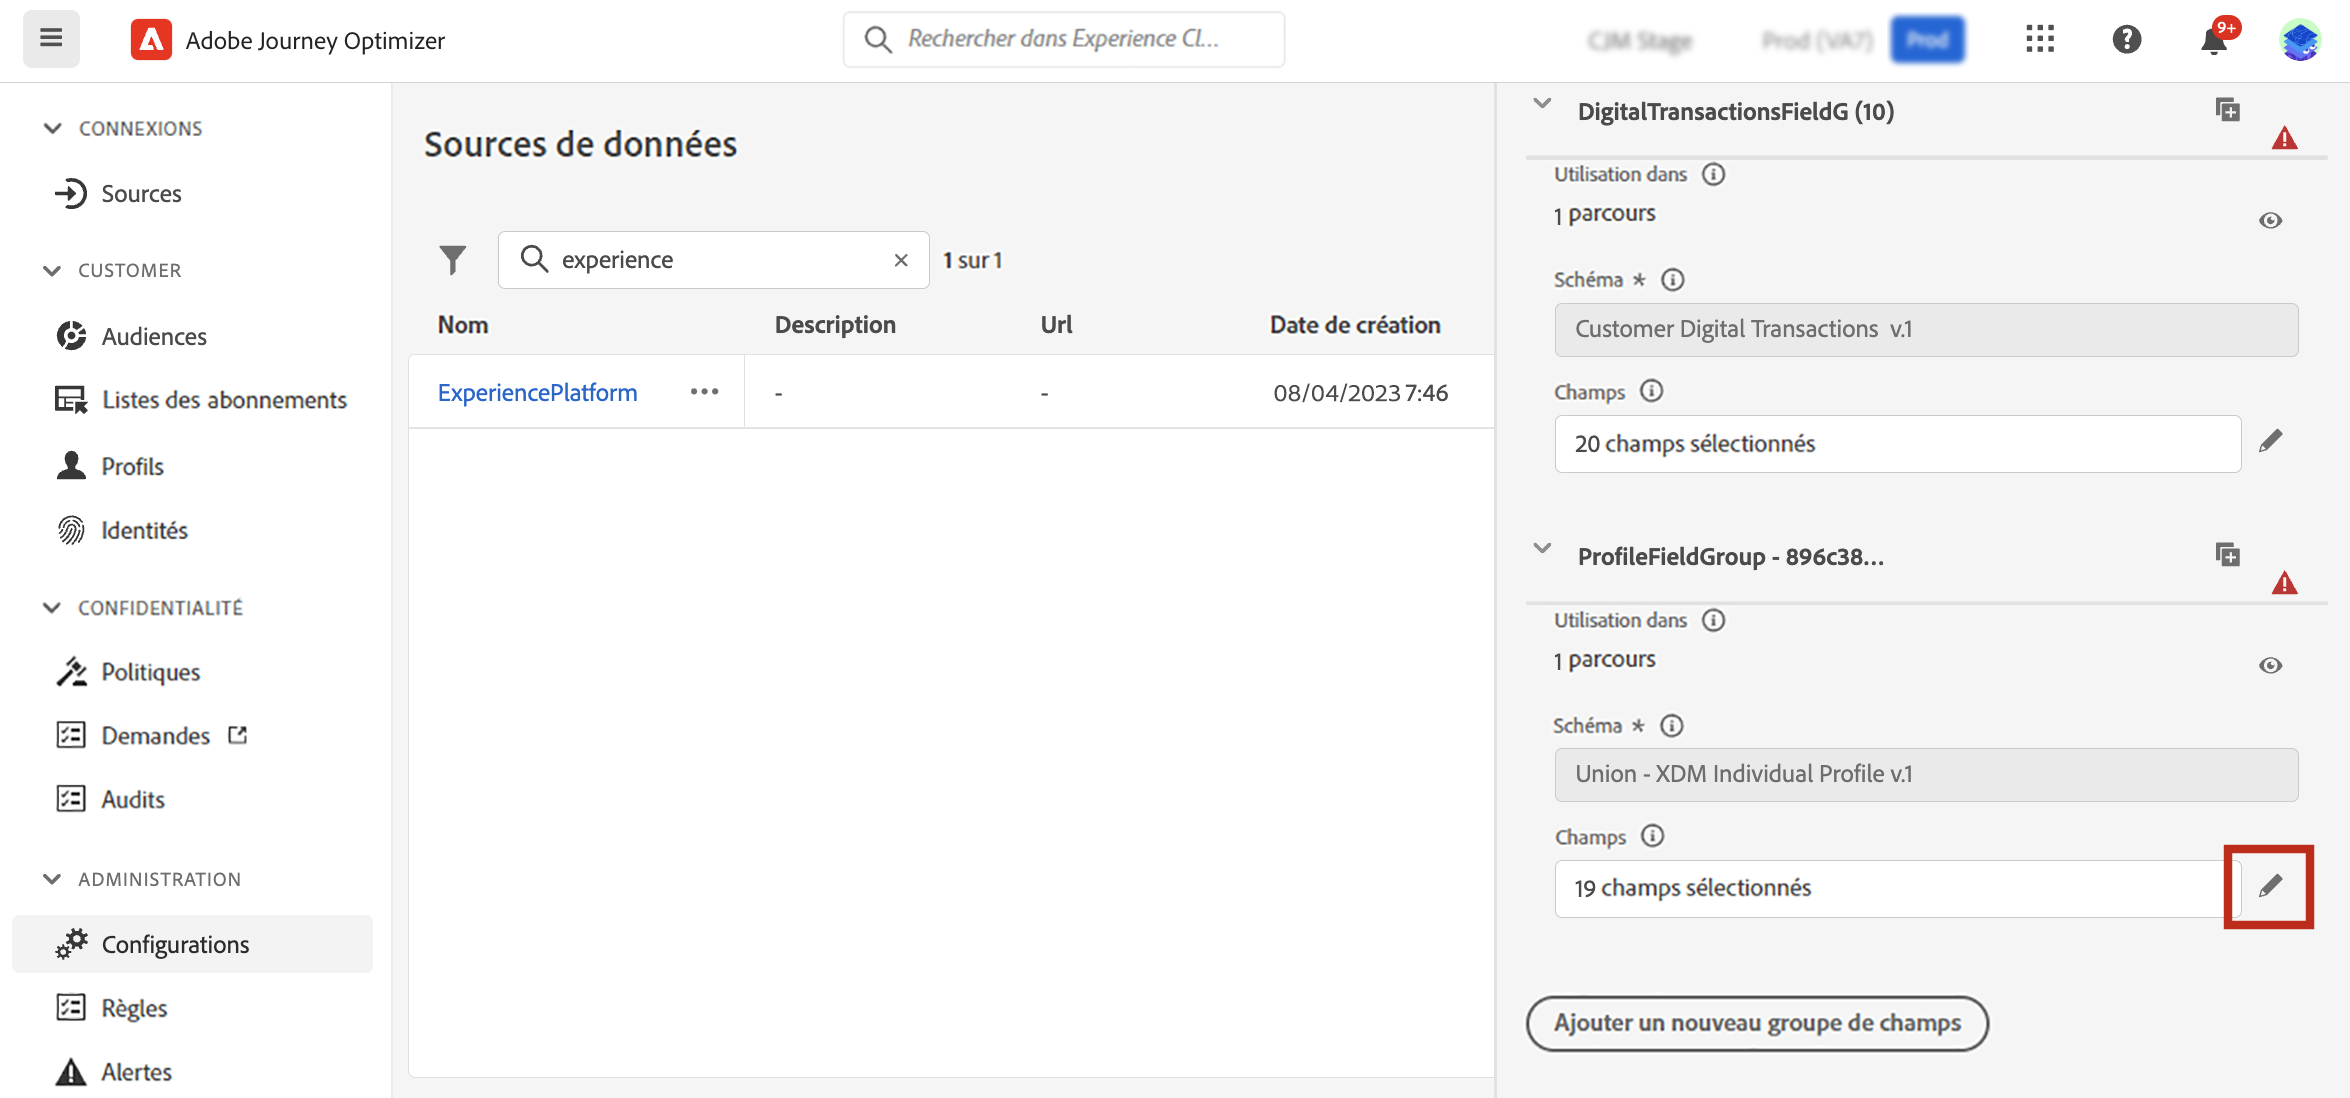 Adobe Journey Optimizer
Rechercher dans Experience Cl...
CJM Stage
Prod (VA7)
Prod
9+
CONNEXIONS
Sources
CUSTOMER
Audiences
Listes des abonnements
Profils
Identités
CONFIDENTIALITÉ
Politiques
Demandes
Audits
ADMINISTRATION
Configurations
Règles
Alertes
Sources de données
experience
1 sur 1
Nom Description Url Date de création
ExperiencePlatform - - 08/04/2023 7:46
DigitalTransactionsFieldG (10)
Utilisation dans
1 parcours
Schéma *
Customer Digital Transactions v.1
Champs
20 champs sélectionnés
ProfileFieldGroup - 896c38...
Utilisation dans
1 parcours
Schéma *
Union - XDM Individual Profile v.1
Champs
19 champs sélectionnés
Ajouter un nouveau groupe de champs